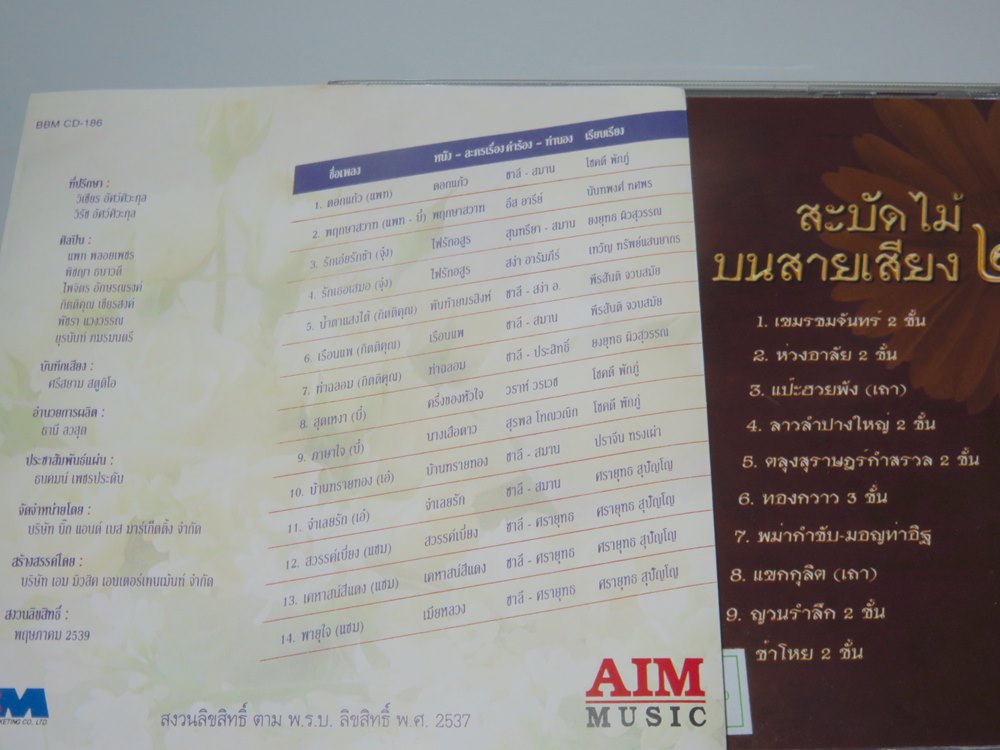 BBM CD-186
ที่ปรึกษา :
วิเชียร อัศว์ศิวะกุล
วิรัช อัศว์ศิวะกุล
ศิลปิน :
แพท พลอยเพชร
พิชญา ธนาวดี
ไพจิตร อักษรณรงค์
กิตติคุณ เชียรสงค์
พัชรา แวงวรรณ
ยุรนันท์ ภมรมนตรี
บันทึกเสียง :
ศรีสยาม สตูดิโอ
อำนวยการผลิต :
ธานี ลวสุต
ประชาสัมพันธ์แผ่น :
ธนคมน์ เพชรประดับ
จัดจำหน่ายโดย :
บริษัท บิ๊ก แอนด์ เบส มาร์เก็ตติ้ง จำกัด
สร้างสรรค์โดย :
บริษัท เอม มิวสิค เอนเตอร์เทนเม้นท์ จำกัด
สงวนลิขสิทธิ์ :
พฤษภาคม 2539
KETING CO., LTD
ชื่อเพลง หนัง - ละครเรื่อง คำร้อง - ทำนอง เรียบเรียง
1. ดอกแก้ว (แพท) ดอกแก้ว ชาลี - สมาน โชคดี พักภู่
2. พฤกษาสวาท (แพท - บี๋) พฤกษาสวาท อีส อารีย์ นันทพงศ์ ทศพร
3. รักเอ๋ยรักข้า (จุ๋ง) ไฟรักอสูร สุนทรียา - สมาน ยงยุทธ ผิวสุวรรณ
4. รักเธอเสมอ (จุ๋ง) ไฟรักอสูร สง่า อารัมภีร์ เทวัญ ทรัพย์แสนยากร
5. น้ำตาแสงไต้ (กิตติคุณ) พันท้ายนรสิงห์ ชาลี - สง่า อ. พีรสันติ จวบสมัย
6. เรือนแพ (กิตติคุณ) เรือนแพ ชาลี - สมาน พีรสันติ จวบสมัย
7. ท่าฉลอม (กิตติคุณ) ท่าฉลอม ชาลี - ประสิทธิ์ ยงยุทธ ผิวสุวรรณ
8. สุดเหงา (บี๋) ครึ่งของหัวใจ วราห์ วรเวช โชคดี พักภู่
9. ภาษาใจ (บี๋) นางเสือดาว สุรพล โทณวณิก โชคดี พักภู่
10. บ้านทรายทอง (เอ๋) บ้านทรายทอง ชาลี - สมาน ปราจีน ทรงเผ่า
11. จำเลยรัก (เอ๋) จำเลยรัก ชาลี - สมาน ศรายุทธ สุปัญโญ
12. สวรรค์เบี่ยง (แซม) สวรรค์เบี่ยง ชาลี - ศรายุทธ ศรายุทธ สุปัญโญ
13. เคหาสน์สีแดง (แซม) เคหาสน์สีแดง ชาลี - ศรายุทธ ศรายุทธ สุปัญโญ
14. พายุใจ (แซม) เมียหลวง ชาลี - ศรายุทธ ศรายุทธ สุปัญโญ
AIM
MUSIC
สงวนลิขสิทธิ์ ตาม พ.ร.บ. ลิขสิทธิ์ พ.ศ. 2537
สะบัดไม้
บนสายเสียง ๒
1. เขมรชมจันทร์ 2 ชั้น
2. ห่วงอาลัย 2 ชั้น
3. แป๊ะฮวยพัง (เถา)
4. ลาวลำปางใหญ่ 2 ชั้น
5. ตลุงสุราษฎร์กำสรวล 2 ชั้น
6. ทองกวาว 3 ชั้น
7. พม่ากำชับ-มอญท่าอิฐ
8. แขกกุลิต (เถา)
9. ญวนรำลึก 2 ชั้น
ช้าโหย 2 ชั้น